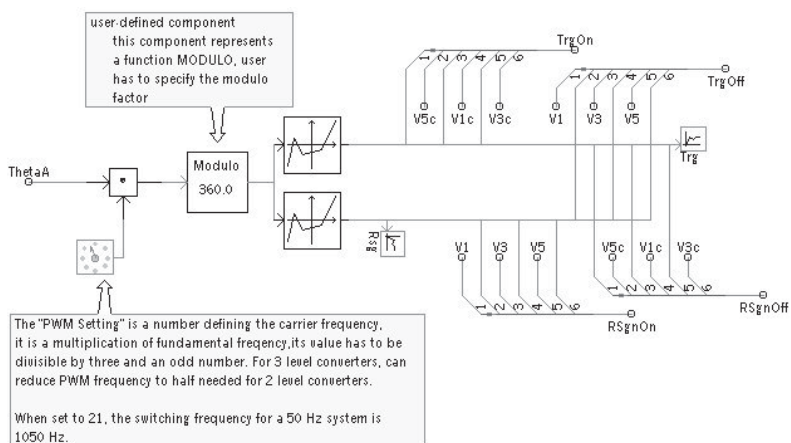 user-defined component
this component represents
a function MODULO, user
has to specify the modulo
factor
TrgOn
1 2 3 4 5 6
TrgOff
1 2 3 4 5 6
V5c V1c V3c
V1 V3 V5
Trg
ThetaA
Modulo
360.0
Rsg
V1 V3 V5
V5c V1c V3c
1 2 3 4 5 6
RSgnOff
1 2 3 4 5 6
RSgnOn
The "PWM Setting" is a number defining the carrier frequency,
it is a multiplication of fundamental freqency,its value has to be
divisible by three and an odd number. For 3 level converters, can
reduce PWM frequency to half needed for 2 level converters.
When set to 21, the switching frequency for a 50 Hz system is
1050 Hz.